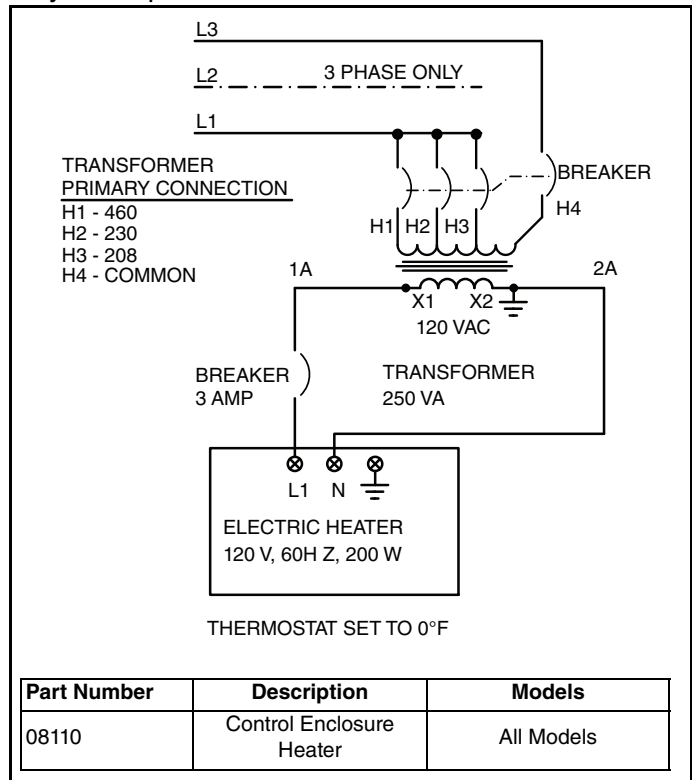 L3
L2 3 PHASE ONLY
L1
TRANSFORMER
PRIMARY CONNECTION
H1 - 460
H2 - 230
H3 - 208
H4 - COMMON
BREAKER
H1 H2 H3 H4
1A 2A
X1 X2
120 VAC
BREAKER
3 AMP
TRANSFORMER
250 VA
L1 N
ELECTRIC HEATER
120 V, 60H Z, 200 W
THERMOSTAT SET TO 0°F
Part Number Description Models
08110 Control Enclosure Heater All Models